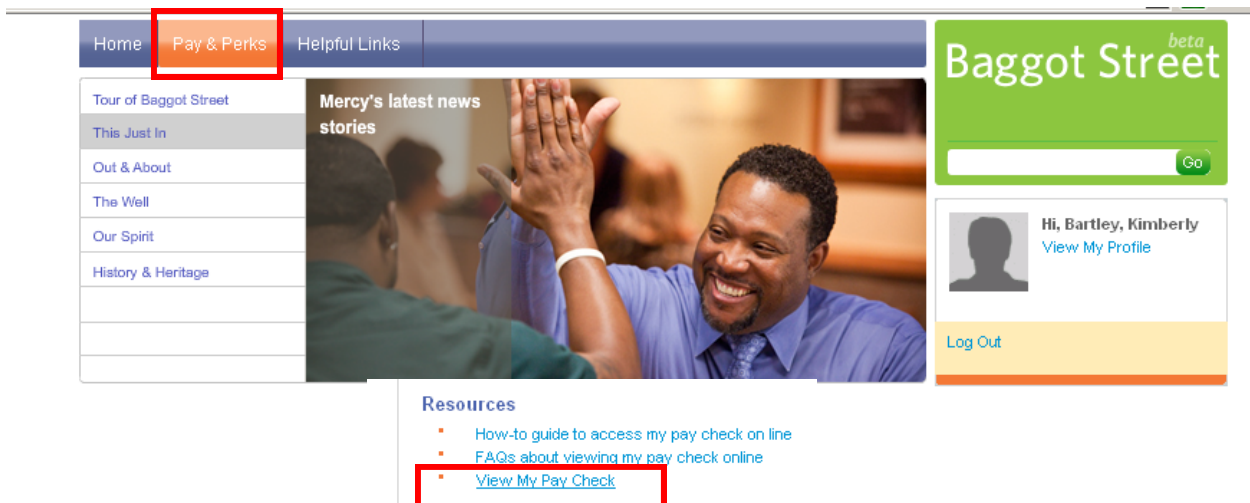 Home Pay & Perks Helpful Links
beta
Baggot Street
Go
Tour of Baggot Street
This Just In
Out & About
The Well
Our Spirit
History & Heritage
Mercy's latest news
stories
Hi, Bartley, Kimberly
View My Profile
Log Out
Resources
How-to guide to access my pay check on line
FAQs about viewing my pay check online
View My Pay Check